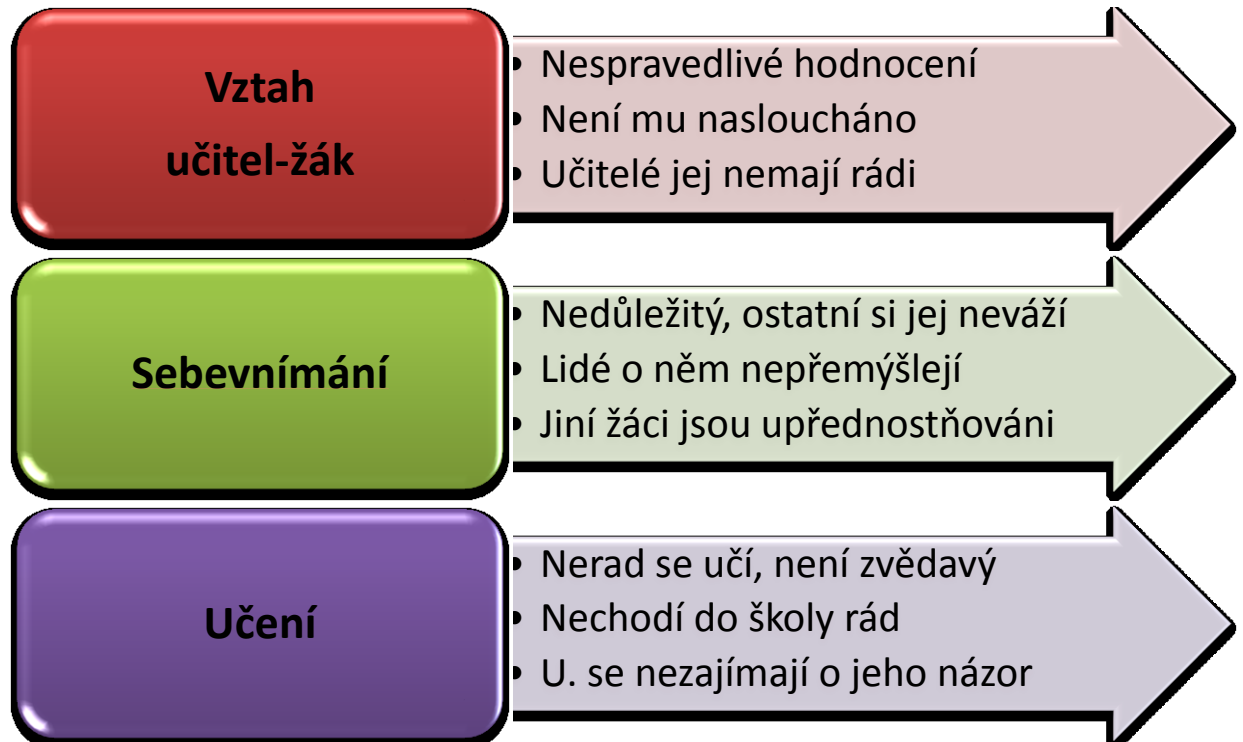 Vztah
učitel-žák
• Nespravedlivé hodnocení
• Není mu nasloucháno
• Učitelé jej nemají rádi
Sebevnímání
• Nedůležitý, ostatní si jej neváží
• Lidé o něm nepřemýšlejí
• Jiní žáci jsou upřednostňováni
Učení
• Nerad se učí, není zvědavý
• Nechodí do školy rád
• U. se nezajímají o jeho názor